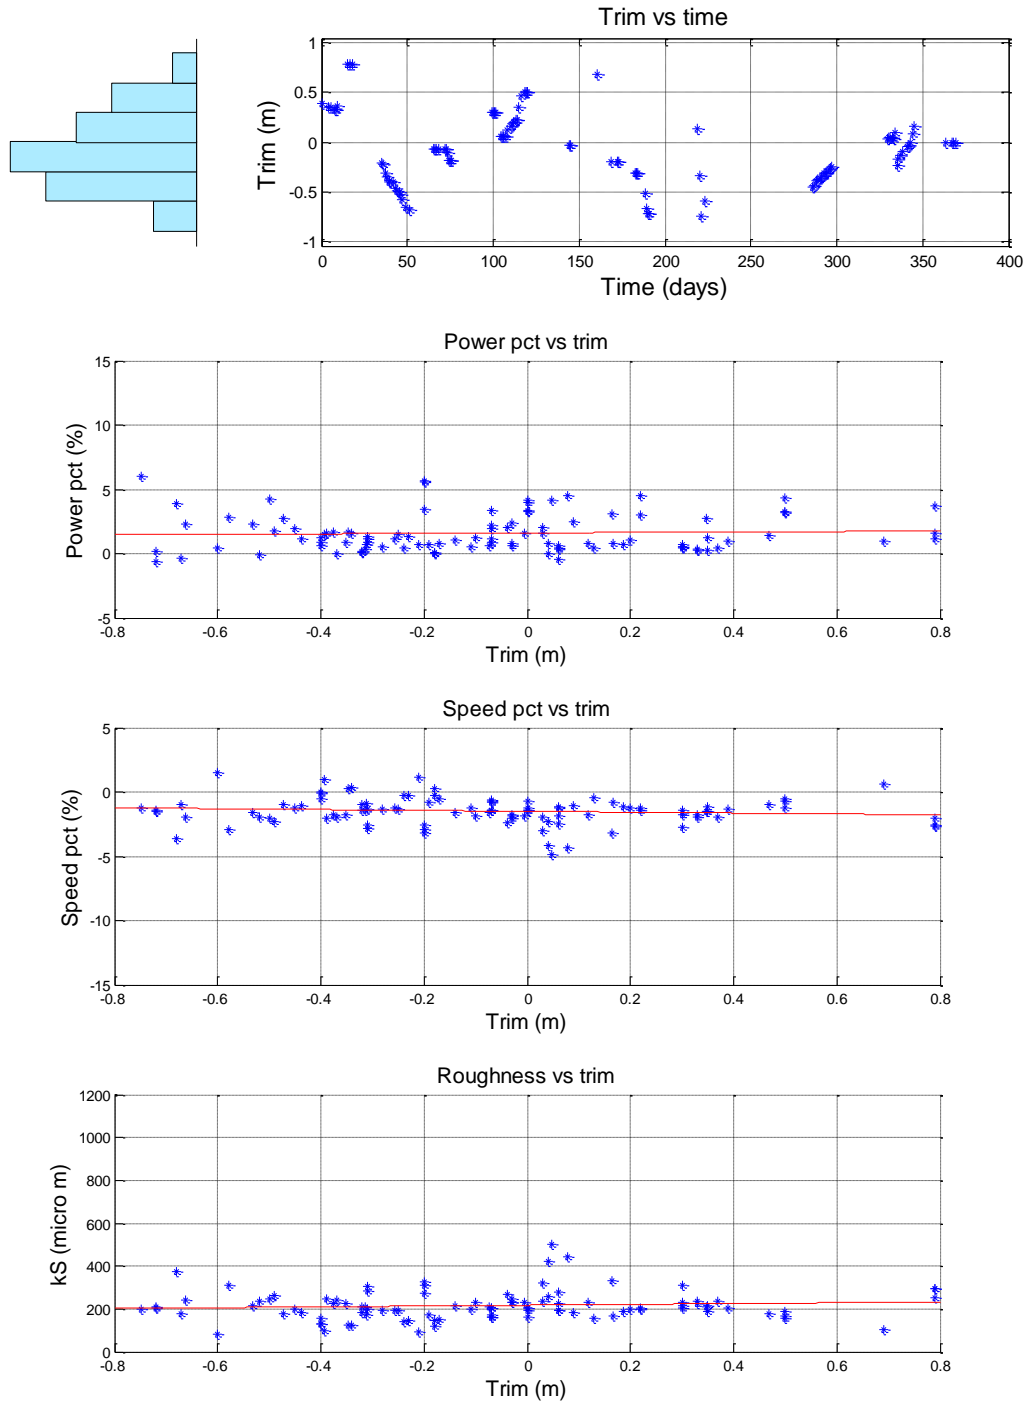 Trim vs time
1
0.5
0
-0.5
-1
Trim (m)
0 50 100 150 200 250 300 350 400
Time (days)
Power pct vs trim
15
10
5
0
-5
Power pct (%)
-0.8 -0.6 -0.4 -0.2 0 0.2 0.4 0.6 0.8
Trim (m)
Speed pct vs trim
5
0
-5
-10
-15
Speed pct (%)
-0.8 -0.6 -0.4 -0.2 0 0.2 0.4 0.6 0.8
Trim (m)
Roughness vs trim
1200
1000
800
600
400
200
0
kS (micro m)
-0.8 -0.6 -0.4 -0.2 0 0.2 0.4 0.6 0.8
Trim (m)